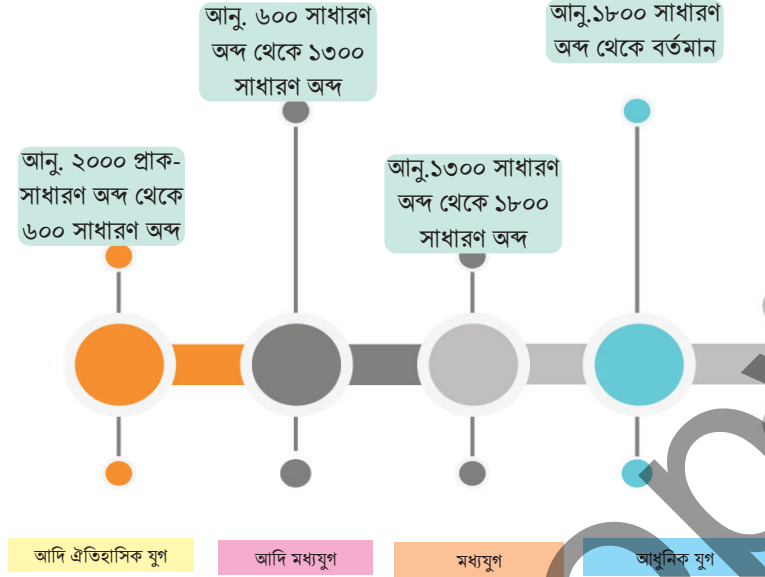 আনু. ২০০০ প্রাক-
সাধারণ অব্দ থেকে
৬০০ সাধারণ অব্দ
আনু. ৬০০ সাধারণ
অব্দ থেকে ১৩০০
সাধারণ অব্দ
আনু.১৩০০ সাধারণ
অব্দ থেকে ১৮০০
সাধারণ অব্দ
আনু.১৮০০ সাধারণ
অব্দ থেকে বর্তমান
আদি ঐতিহাসিক যুগ
আদি মধ্যযুগ
মধ্যযুগ
আধুনিক যুগ